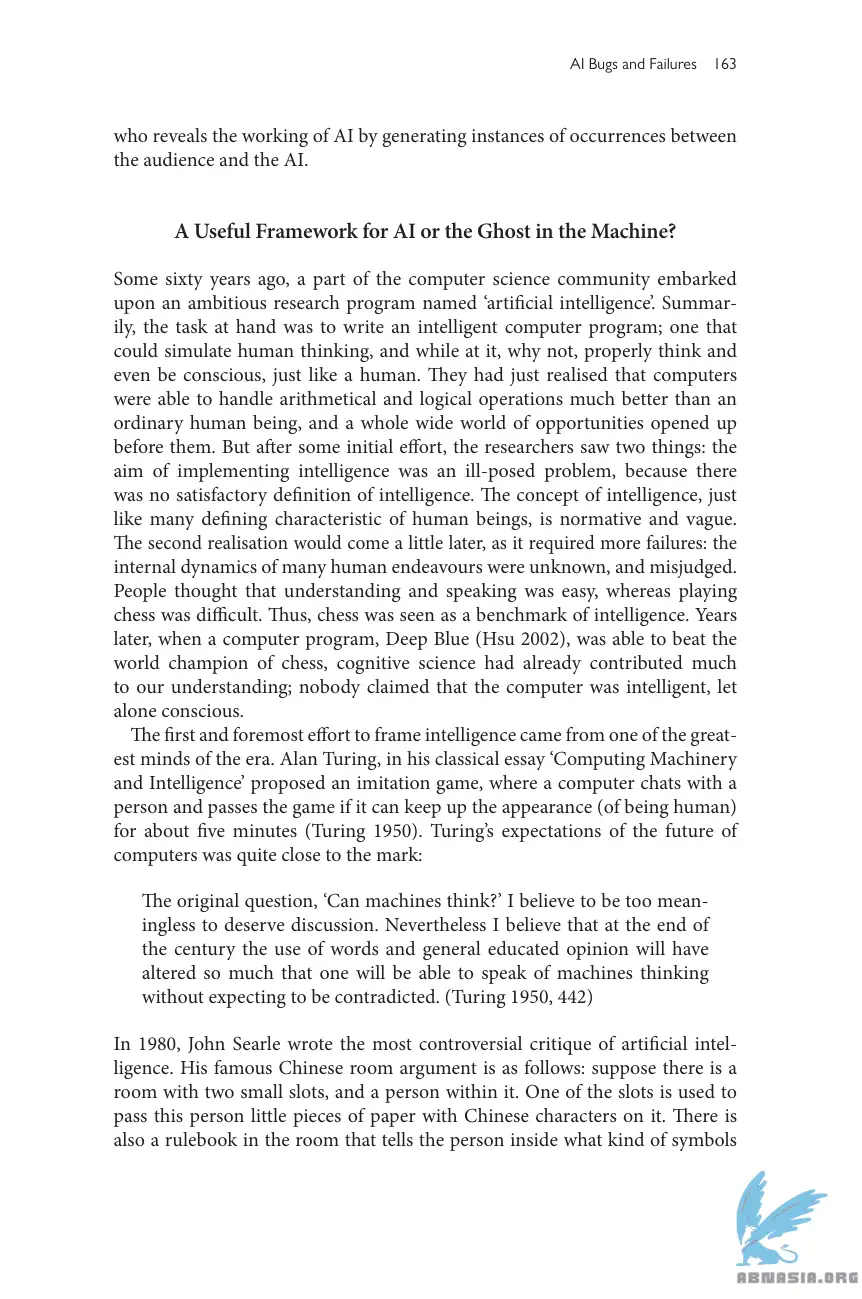 AI Bugs and Failures 163
who reveals the working of AI by generating instances of occurrences between
the audience and the AI.
A Useful Framework for AI or the Ghost in the Machine?
Some sixty years ago, a part of the computer science community embarked
upon an ambitious research program named ‘artificial intelligence’. Summar-
ily, the task at hand was to write an intelligent computer program; one that
could simulate human thinking, and while at it, why not, properly think and
even be conscious, just like a human. They had just realised that computers
were able to handle arithmetical and logical operations much better than an
ordinary human being, and a whole wide world of opportunities opened up
before them. But after some initial effort, the researchers saw two things: the
aim of implementing intelligence was an ill-posed problem, because there
was no satisfactory definition of intelligence. The concept of intelligence, just
like many defining characteristic of human beings, is normative and vague.
The second realisation would come a little later, as it required more failures: the
internal dynamics of many human endeavours were unknown, and misjudged.
People thought that understanding and speaking was easy, whereas playing
chess was difficult. Thus, chess was seen as a benchmark of intelligence. Years
later, when a computer program, Deep Blue (Hsu 2002), was able to beat the
world champion of chess, cognitive science had already contributed much
to our understanding; nobody claimed that the computer was intelligent, let
alone conscious.
The first and foremost effort to frame intelligence came from one of the great-
est minds of the era. Alan Turing, in his classical essay ‘Computing Machinery
and Intelligence’ proposed an imitation game, where a computer chats with a
person and passes the game if it can keep up the appearance (of being human)
for about five minutes (Turing 1950). Turing’s expectations of the future of
computers was quite close to the mark:
The original question, ‘Can machines think?’ I believe to be too mean-
ingless to deserve discussion. Nevertheless I believe that at the end of
the century the use of words and general educated opinion will have
altered so much that one will be able to speak of machines thinking
without expecting to be contradicted. (Turing 1950, 442)
In 1980, John Searle wrote the most controversial critique of artificial intel-
ligence. His famous Chinese room argument is as follows: suppose there is a
room with two small slots, and a person within it. One of the slots is used to
pass this person little pieces of paper with Chinese characters on it. There is
also a rulebook in the room that tells the person inside what kind of symbols
ABNASIA.ORG